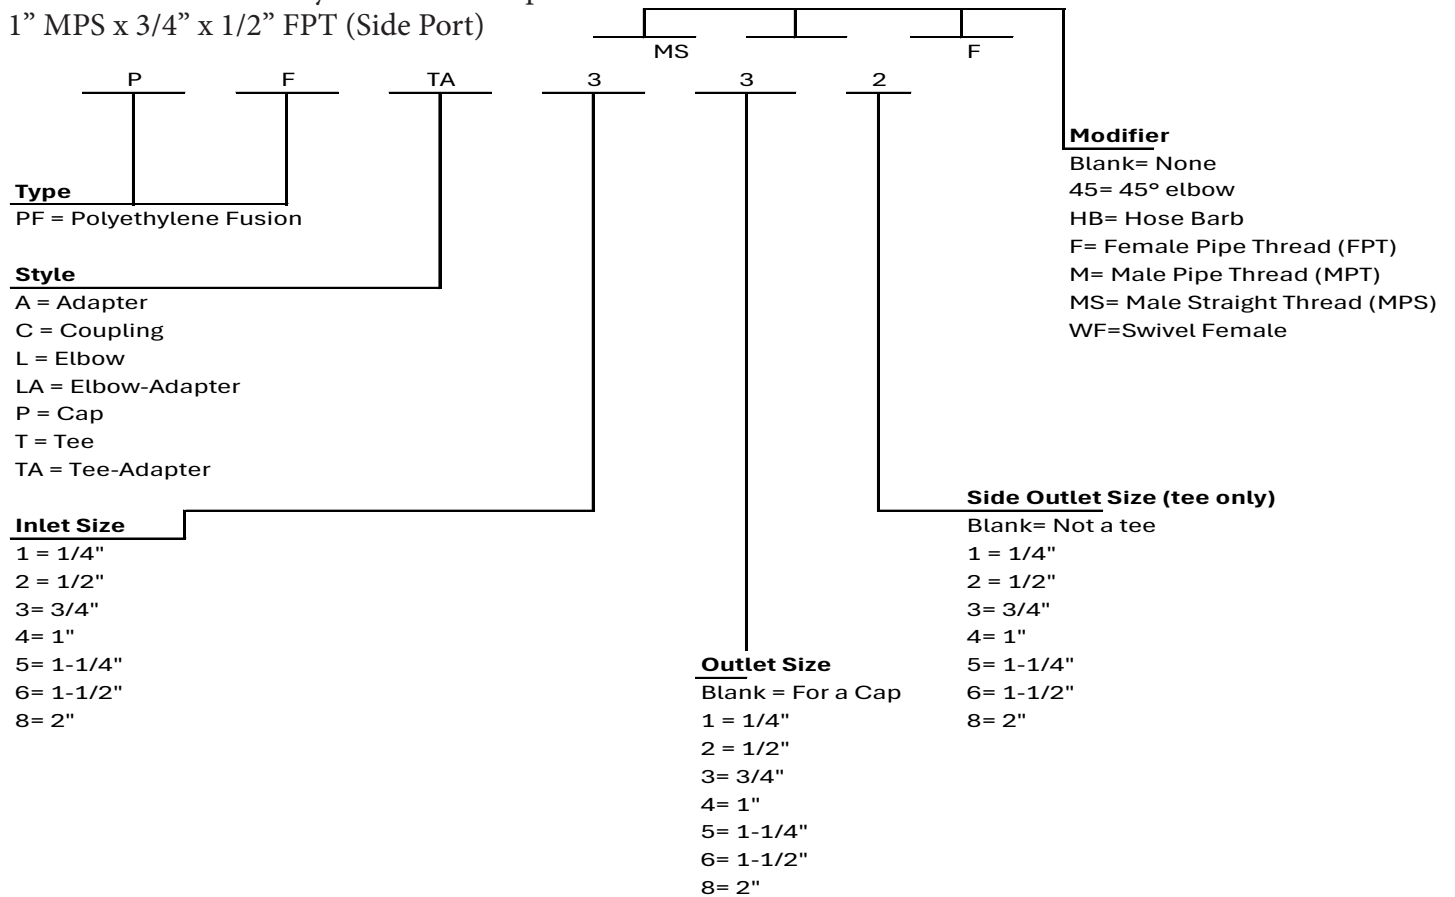 1” MPS x 3/4” x 1/2” FPT (Side Port)
MS F
P F TA 3 3 2
Modifier
Blank= None
45= 45° elbow
HB= Hose Barb
F= Female Pipe Thread (FPT)
M= Male Pipe Thread (MPT)
MS= Male Straight Thread (MPS)
WF=Swivel Female
Type
PF = Polyethylene Fusion
Style
A = Adapter
C = Coupling
L = Elbow
LA = Elbow-Adapter
P = Cap
T = Tee
TA = Tee-Adapter
Inlet Size
1 = 1/4"
2 = 1/2"
3= 3/4"
4= 1"
5= 1-1/4"
6= 1-1/2"
8= 2"
Outlet Size
Blank = For a Cap
1 = 1/4"
2 = 1/2"
3= 3/4"
4= 1"
5= 1-1/4"
6= 1-1/2"
8= 2"
Side Outlet Size (tee only)
Blank= Not a tee
1 = 1/4"
2 = 1/2"
3= 3/4"
4= 1"
5= 1-1/4"
6= 1-1/2"
8= 2"